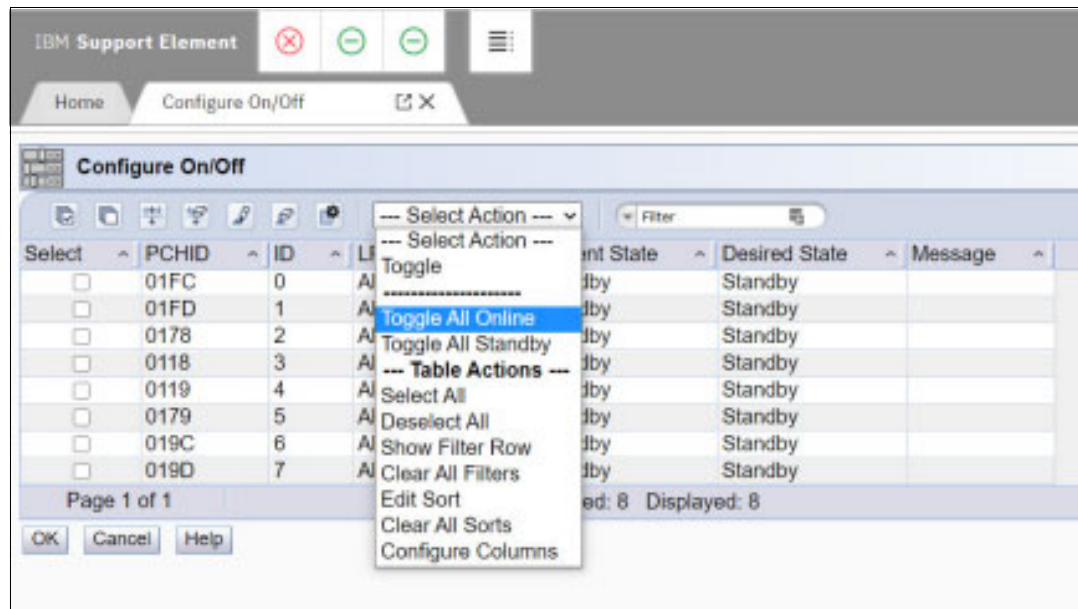 IBM Support Element
Home Configure On/Off
Configure On/Off
--- Select Action --- Filter
Select PCHID ID Desired State Message
01FC 0 Standby
01FD 1 Standby
0178 2 Standby
0118 3 Standby
0119 4 Standby
0179 5 Standby
019C 6 Standby
019D 7 Standby
--- Select Action ---
Toggle
--------------------
Toggle All Online
Toggle All Standby
--- Table Actions ---
Select All
Deselect All
Show Filter Row
Clear All Filters
Edit Sort
Clear All Sorts
Configure Columns
Page 1 of 1 8 Displayed: 8
OK Cancel Help